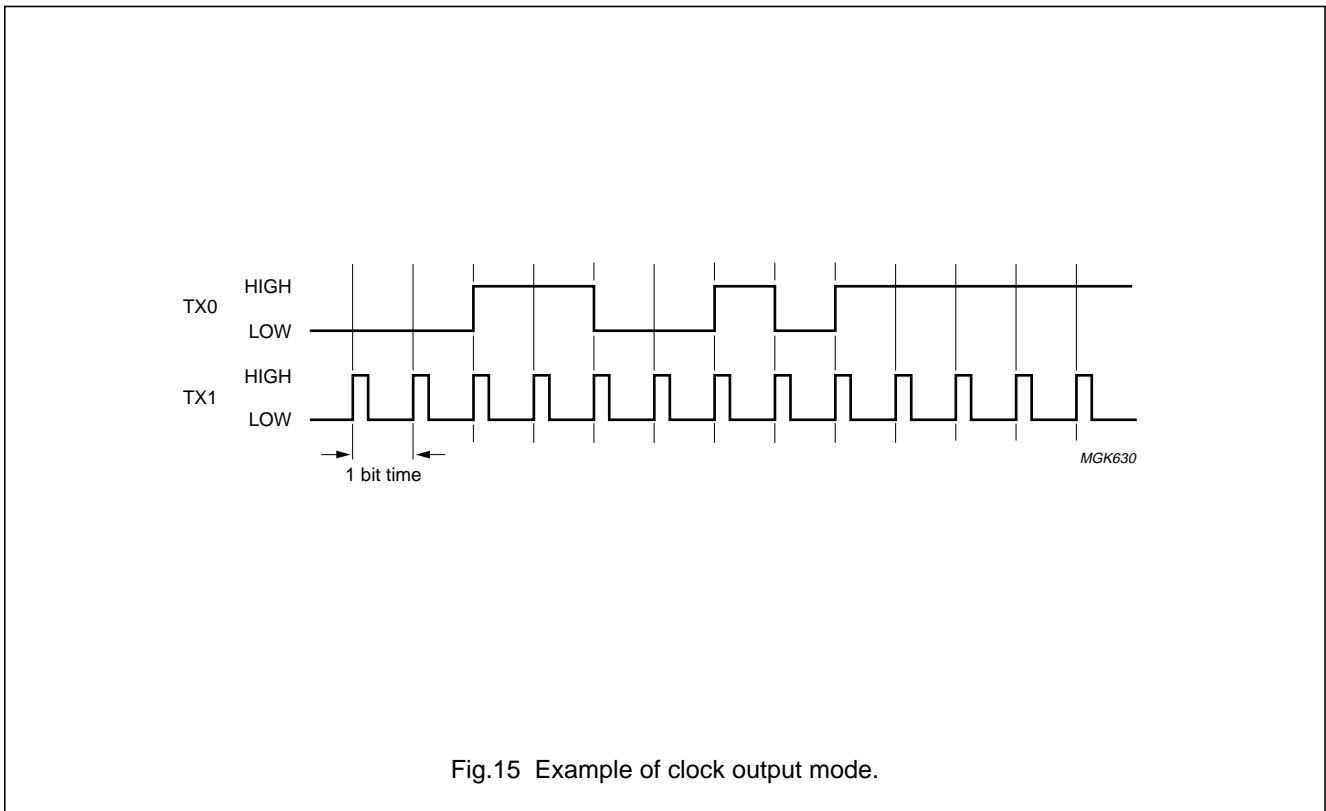 HIGH
TX0
LOW
HIGH
TX1
LOW
1 bit time
MGK630
Fig.15 Example of clock output mode.